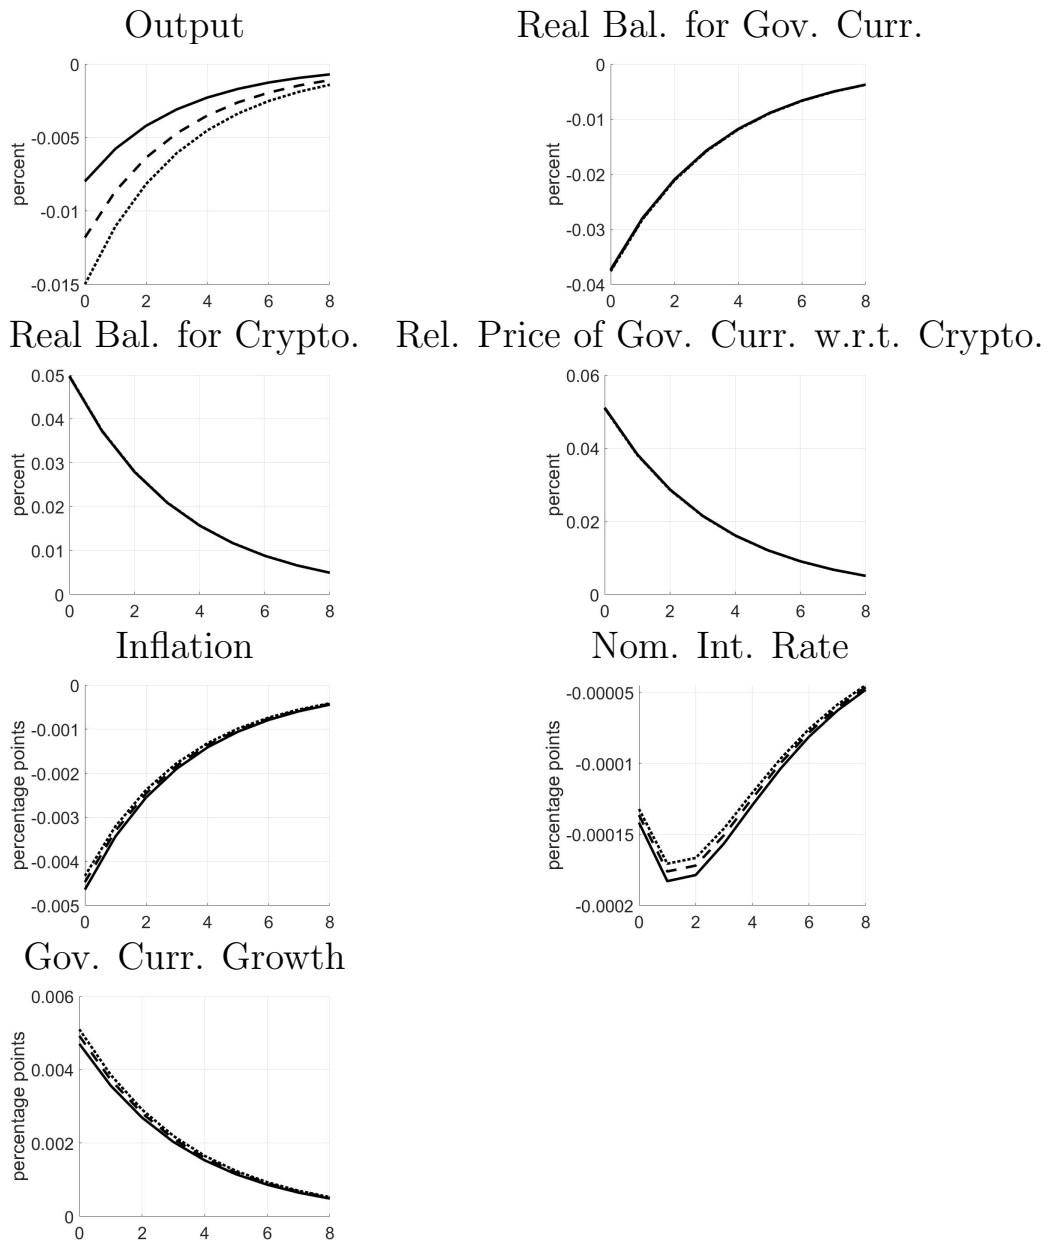 Output
0
-0.005
-0.01
-0.015
percent
0 2 4 6 8
Real Bal. for Gov. Curr.
0
-0.01
-0.02
-0.03
-0.04
percent
0 2 4 6 8
Real Bal. for Crypto.
0.05
0.04
0.03
0.02
0.01
0
percent
0 2 4 6 8
Rel. Price of Gov. Curr. w.r.t. Crypto.
0.06
0.04
0.02
0
percent
0 2 4 6 8
Inflation
0
-0.001
-0.002
-0.003
-0.004
-0.005
percentage points
0 2 4 6 8
Nom. Int. Rate
-0.00005
-0.0001
-0.00015
-0.0002
percentage points
0 2 4 6 8
Gov. Curr. Growth
0.006
0.004
0.002
0
percentage points
0 2 4 6 8